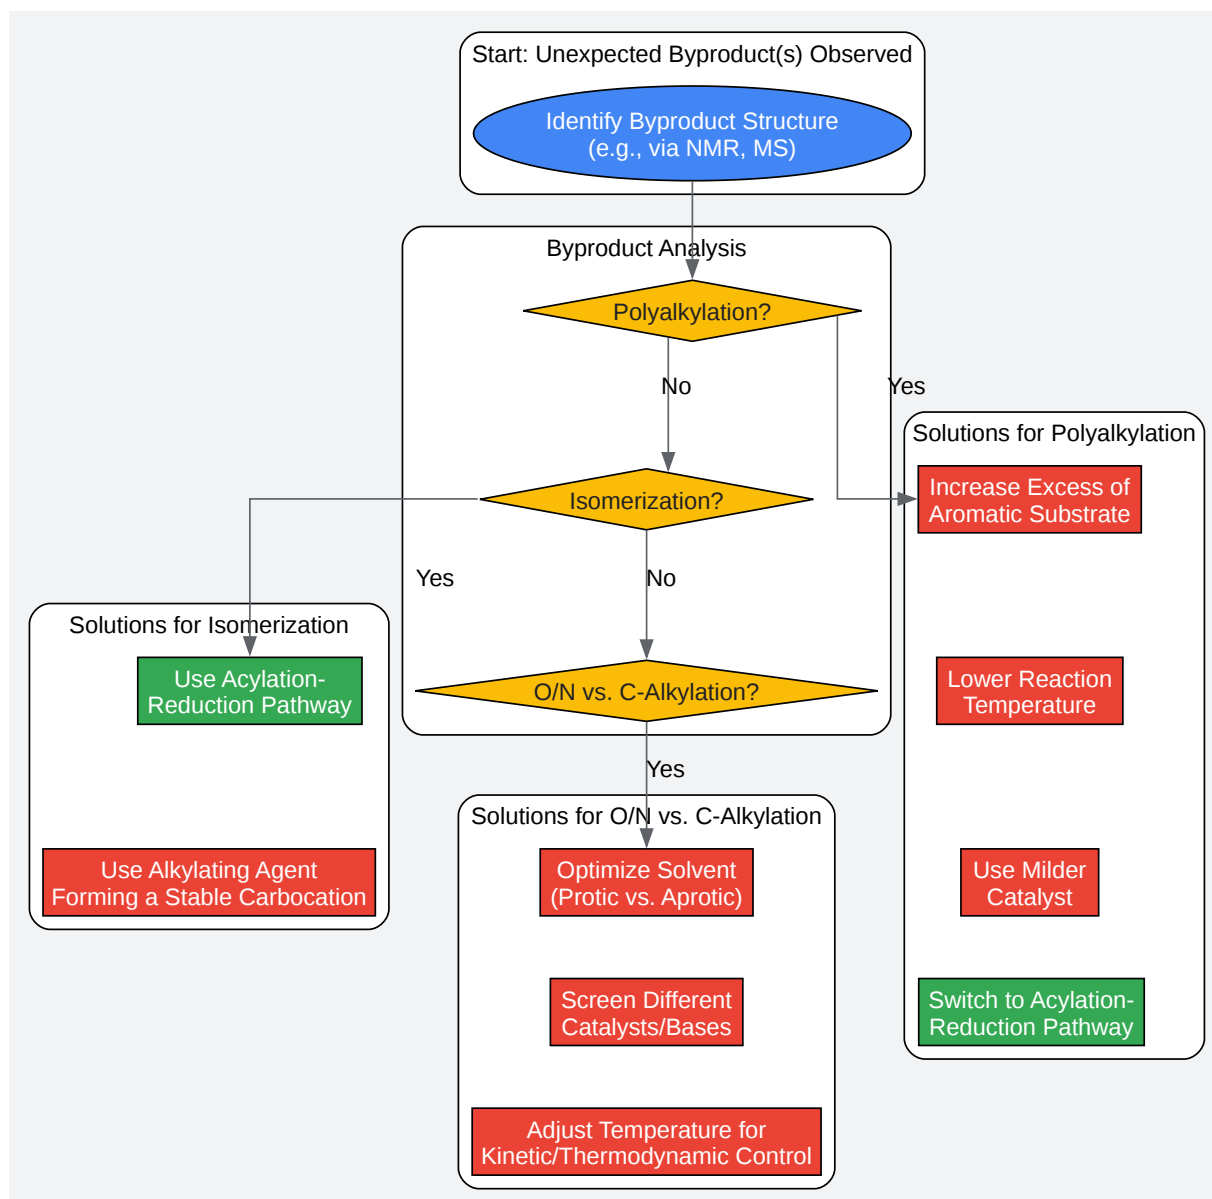 Start: Unexpected Byproduct(s) Observed
Identify Byproduct Structure
(e.g., via NMR, MS)
Byproduct Analysis
Polyalkylation?
No
Yes
Isomerization?
Yes
No
O/N vs. C-Alkylation?
Yes
Solutions for Polyalkylation
Increase Excess of
Aromatic Substrate
Lower Reaction
Temperature
Use Milder
Catalyst
Switch to Acylation-
Reduction Pathway
Solutions for Isomerization
Use Acylation-
Reduction Pathway
Use Alkylating Agent
Forming a Stable Carbocation
Solutions for O/N vs. C-Alkylation
Optimize Solvent
(Protic vs. Aprotic)
Screen Different
Catalysts/Bases
Adjust Temperature for
Kinetic/Thermodynamic Control